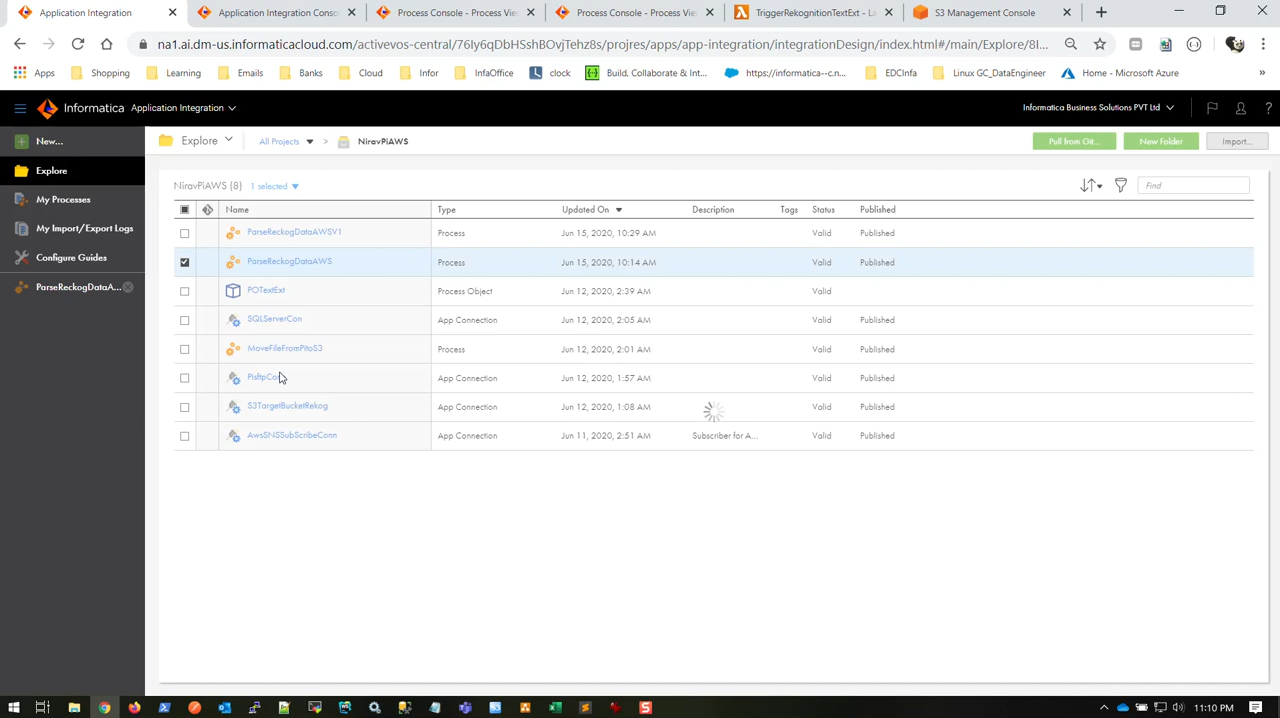 Application Integration
Application Integration Conso
Process Console - Process Vie
Process Console - Process Vie
TriggerRekognitionTextExt - La
S3 Management Console
na1.ai.dm-us.informaticacloud.com/activevos-central/76Iy6qDbHSshBOvjTehz8s/projres/apps/app-integration/integrationDesign/index.html#/main/Explore/8I...
Apps
Shopping
Learning
Emails
Banks
Cloud
Infor
InfaOffice
clock
Build, Collaborate & Int...
https://informatica--c.n...
EDCInfa
Linux GC_DataEngineer
Home - Microsoft Azure
Informatica Application Integration
Informatica Business Solutions PVT Ltd
New...
Explore
My Processes
My Import/Export Logs
Configure Guides
ParseReckogDataA...
Explore
All Projects > NiravPiAWS
Pull from Git...
New Folder
Import...
NiravPiAWS (8) 1 selected
Find
Name Type Updated On Description Tags Status Published
ParseReckogDataAWSV1 Process Jun 15, 2020, 10:29 AM Valid Published
ParseReckogDataAWS Process Jun 15, 2020, 10:14 AM Valid Published
POTextExt Process Object Jun 12, 2020, 2:39 AM Valid
SQLServerCon App Connection Jun 12, 2020, 2:05 AM Valid Published
MoveFileFromPitoS3 Process Jun 12, 2020, 2:01 AM Valid Published
PisftpCo App Connection Jun 12, 2020, 1:57 AM Valid Published
S3TargetBucketRekog App Connection Jun 12, 2020, 1:08 AM Valid Published
AwsSNSSubScribeConn App Connection Jun 11, 2020, 2:51 AM Subscriber for A... Valid Published
11:10 PM